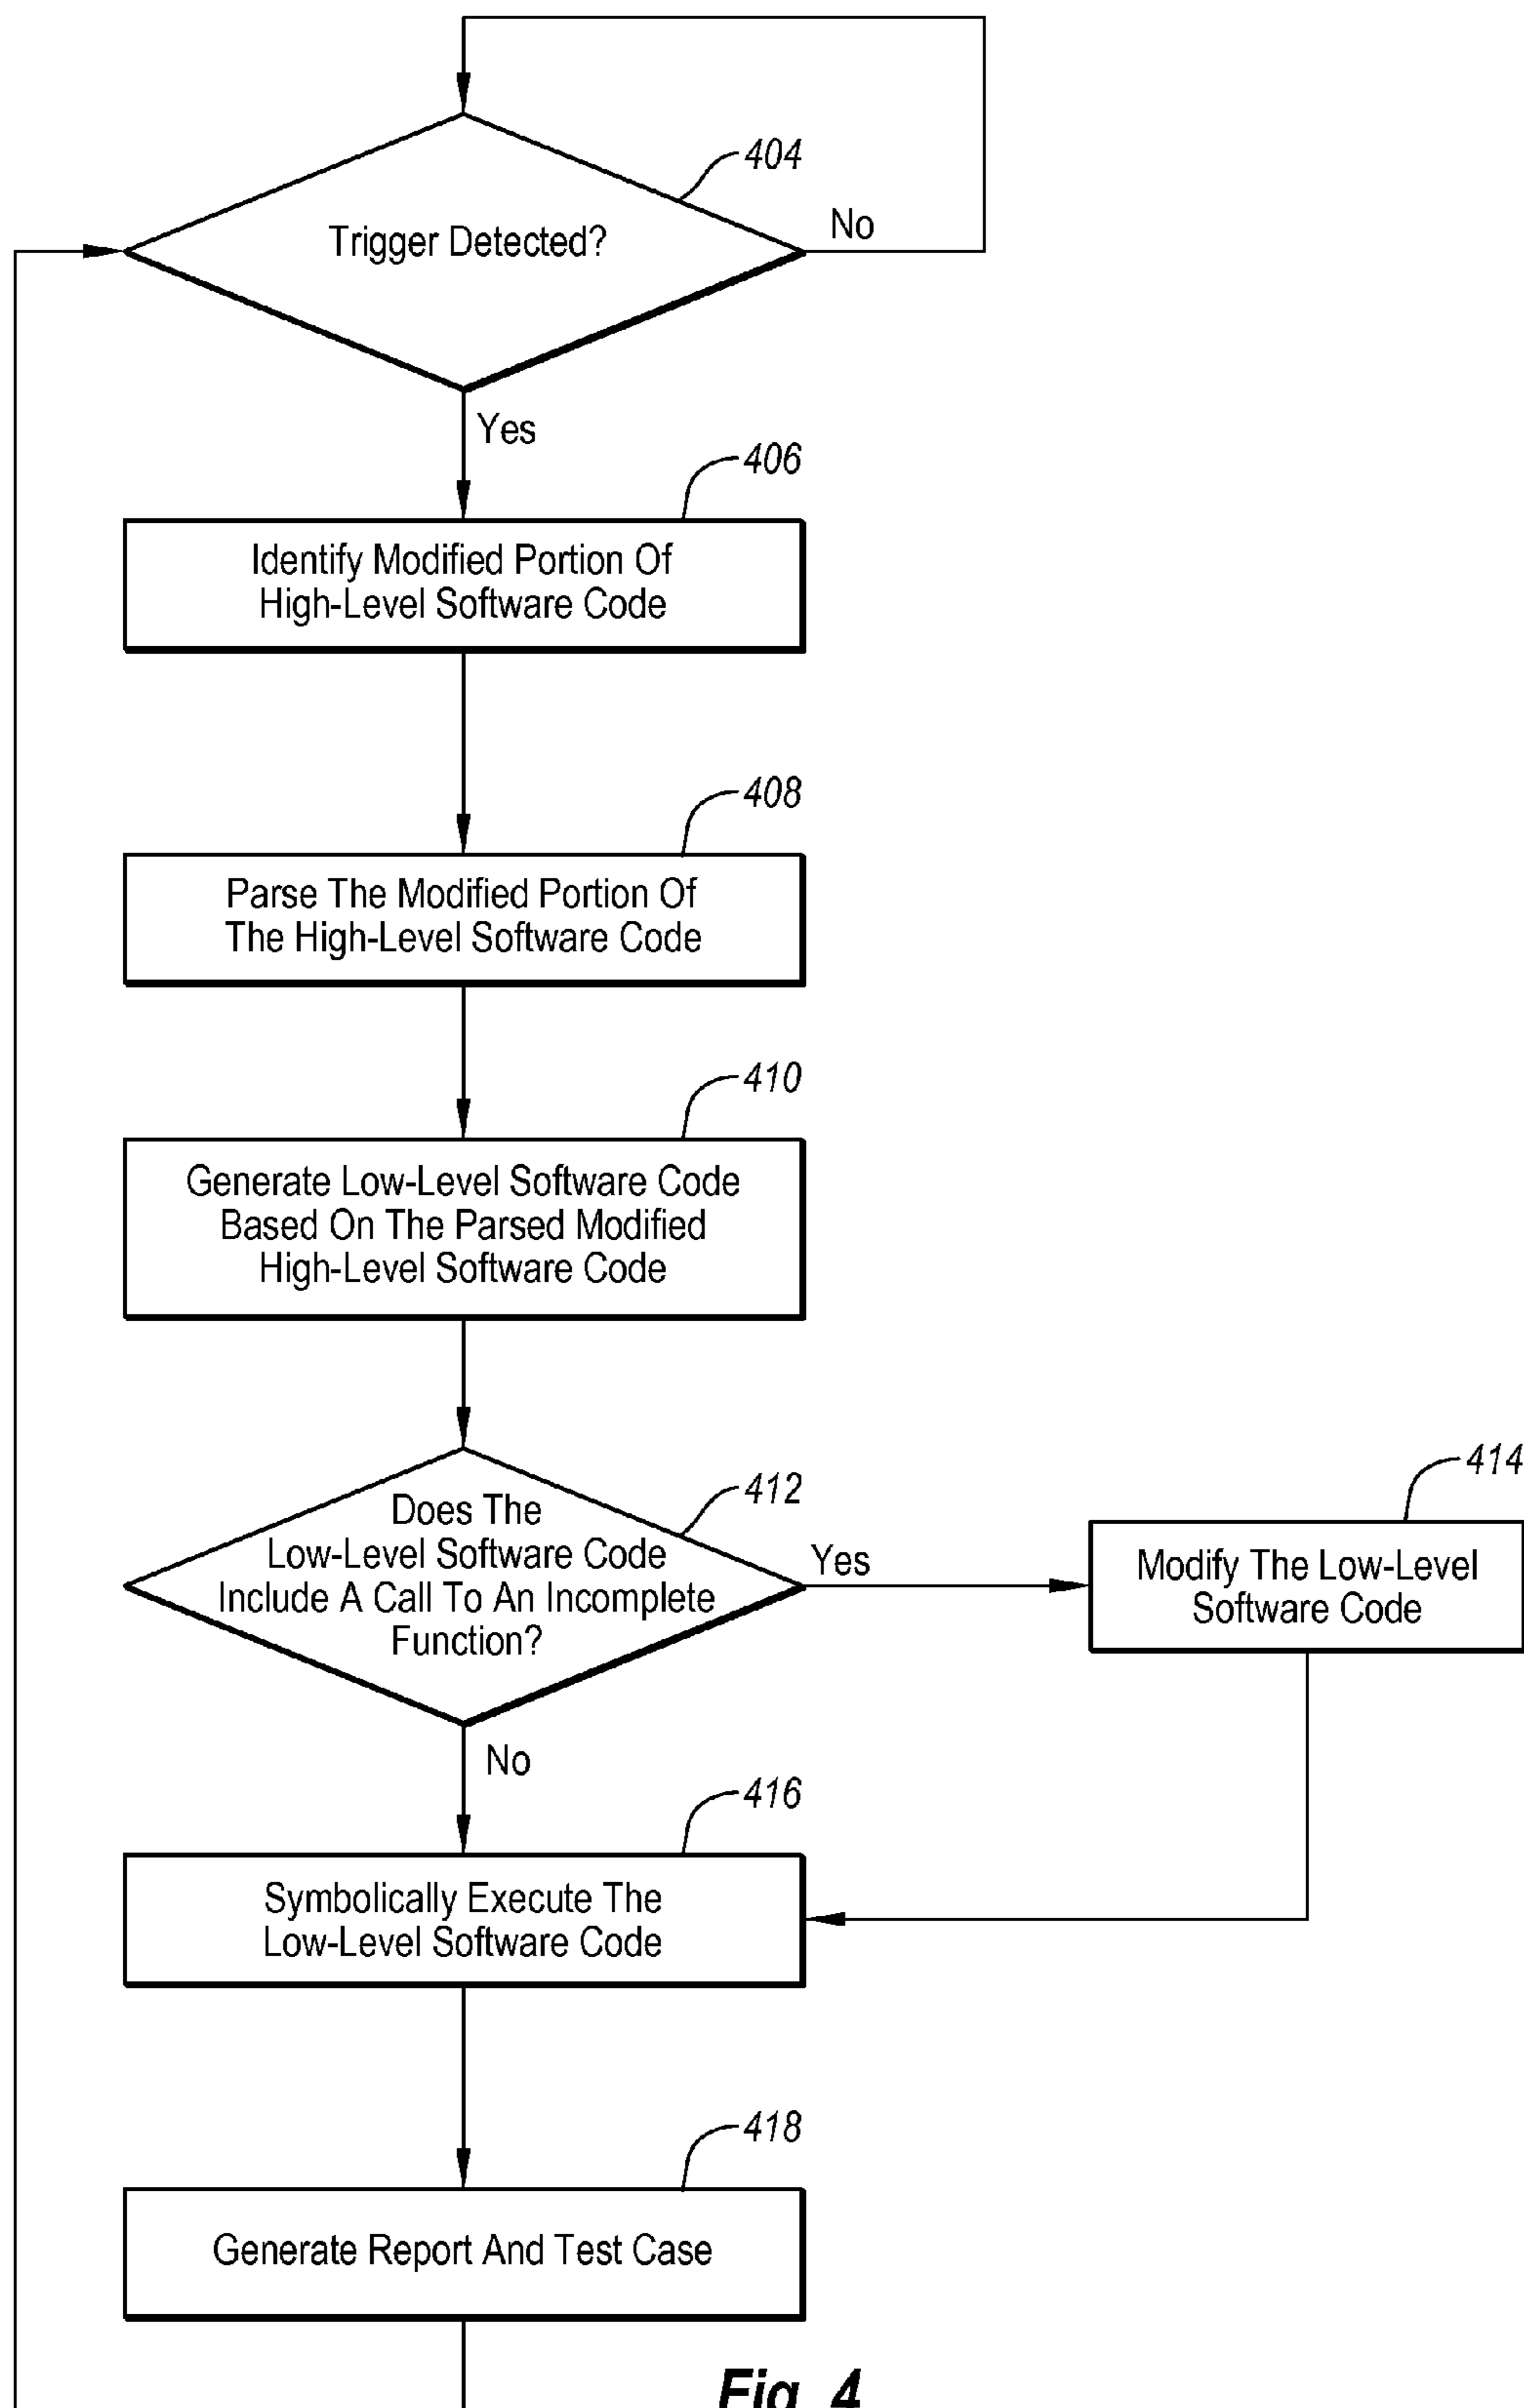 404
Trigger Detected?
No
Yes
406
Identify Modified Portion Of
High-Level Software Code
408
Parse The Modified Portion Of
The High-Level Software Code
410
Generate Low-Level Software Code
Based On The Parsed Modified
High-Level Software Code
412
Does The
Low-Level Software Code
Include A Call To An Incomplete
Function?
Yes
414
Modify The Low-Level
Software Code
No
416
Symbolically Execute The
Low-Level Software Code
418
Generate Report And Test Case
Fig. 4